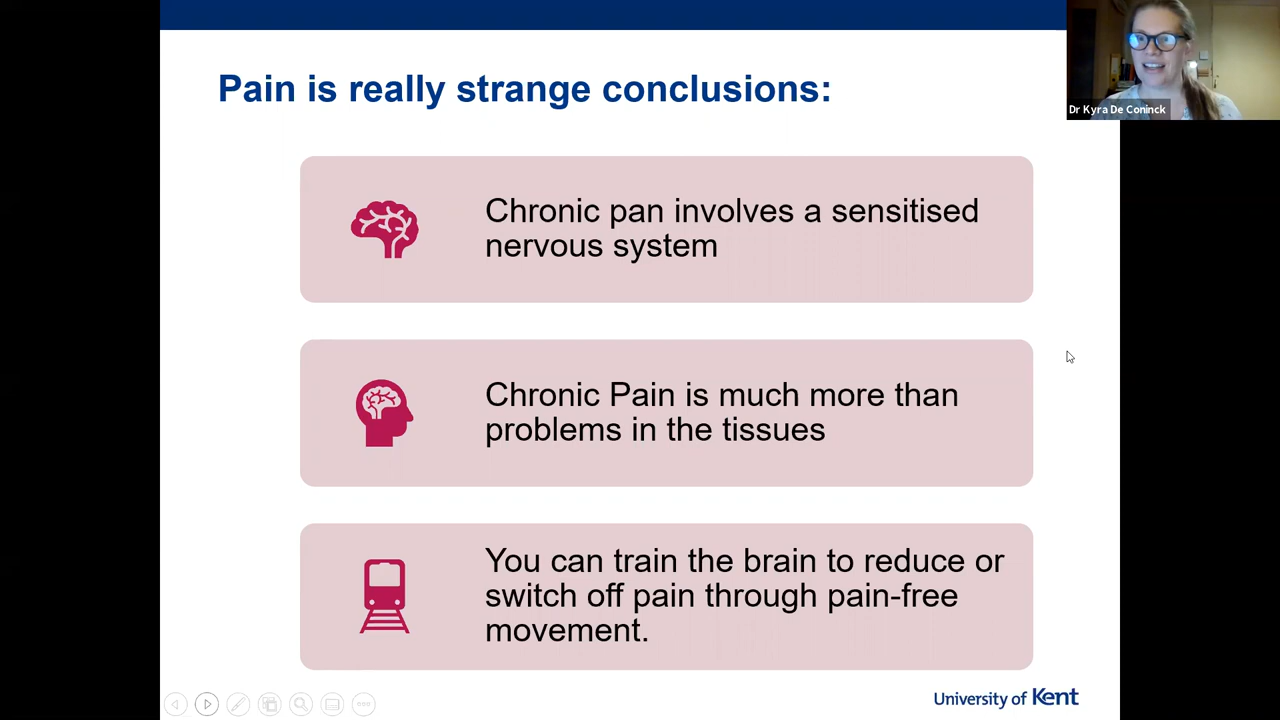 Pain is really strange conclusions:
Dr Kyra De Coninck
Chronic pan involves a sensitised
nervous system
Chronic Pain is much more than
problems in the tissues
You can train the brain to reduce or
switch off pain through pain-free
movement.
University of Kent